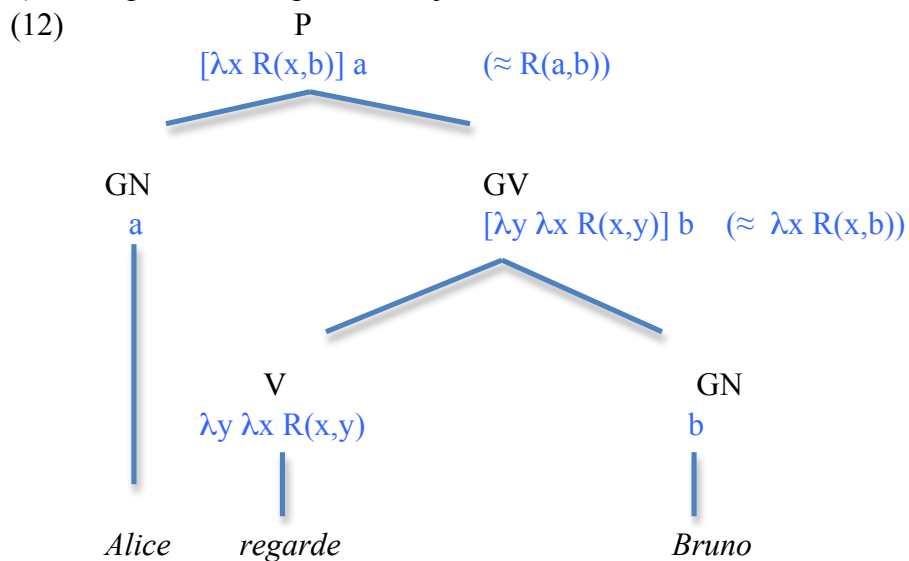 (12) P
[λx R(x,b)] a (≈ R(a,b))
GN GV
a [λy λx R(x,y)] b (≈ λx R(x,b))
V GN
λy λx R(x,y) b
Alice regarde Bruno